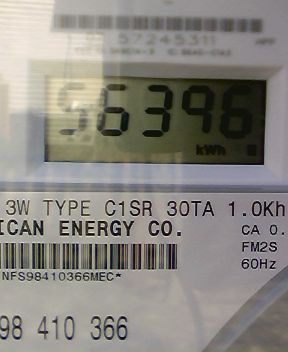 57245311
56396
kWh
3W TYPE C1SR 30TA 1.0Kh
ICAN ENERGY CO.
CA 0.
FM2S
60Hz
NFS98410366MEC*
98 410 366